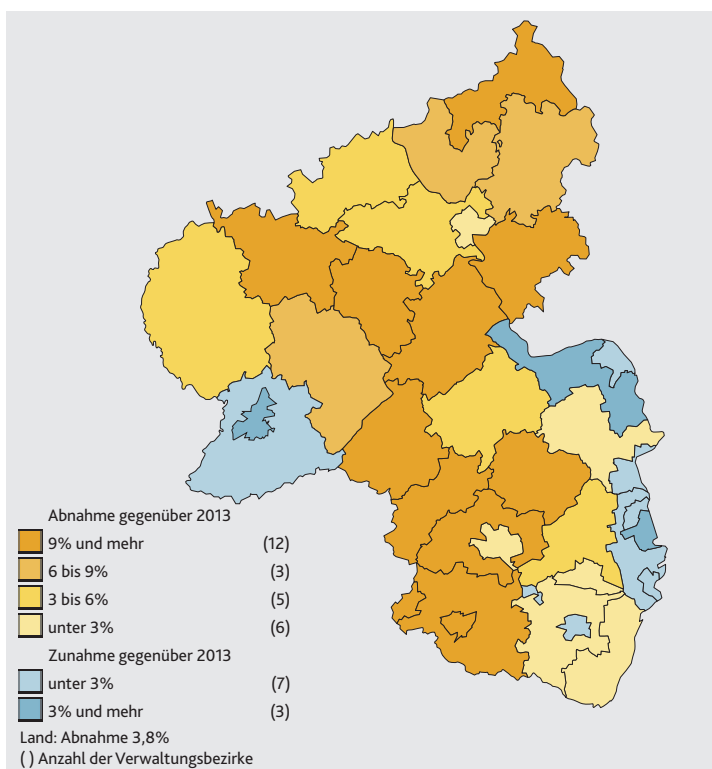 Abnahme gegenüber 2013
9% und mehr (12)
6 bis 9% (3)
3 bis 6% (5)
unter 3% (6)
Zunahme gegenüber 2013
unter 3% (7)
3% und mehr (3)
Land: Abnahme 3,8%
( ) Anzahl der Verwaltungsbezirke